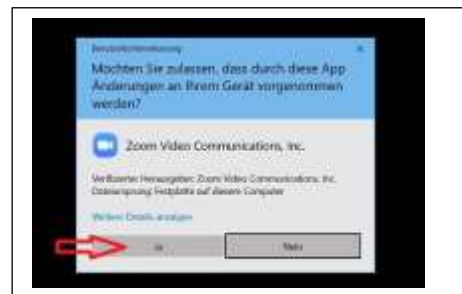 Benutzerkontensteuerung
Möchten Sie zulassen, dass durch diese App
Änderungen an Ihrem Gerät vorgenommen
werden?
Zoom Video Communications, Inc.
Verifizierter Herausgeber: Zoom Video Communications, Inc.
Dateiursprung: Festplatte auf diesem Computer
Weitere Details anzeigen
Ja
Nein